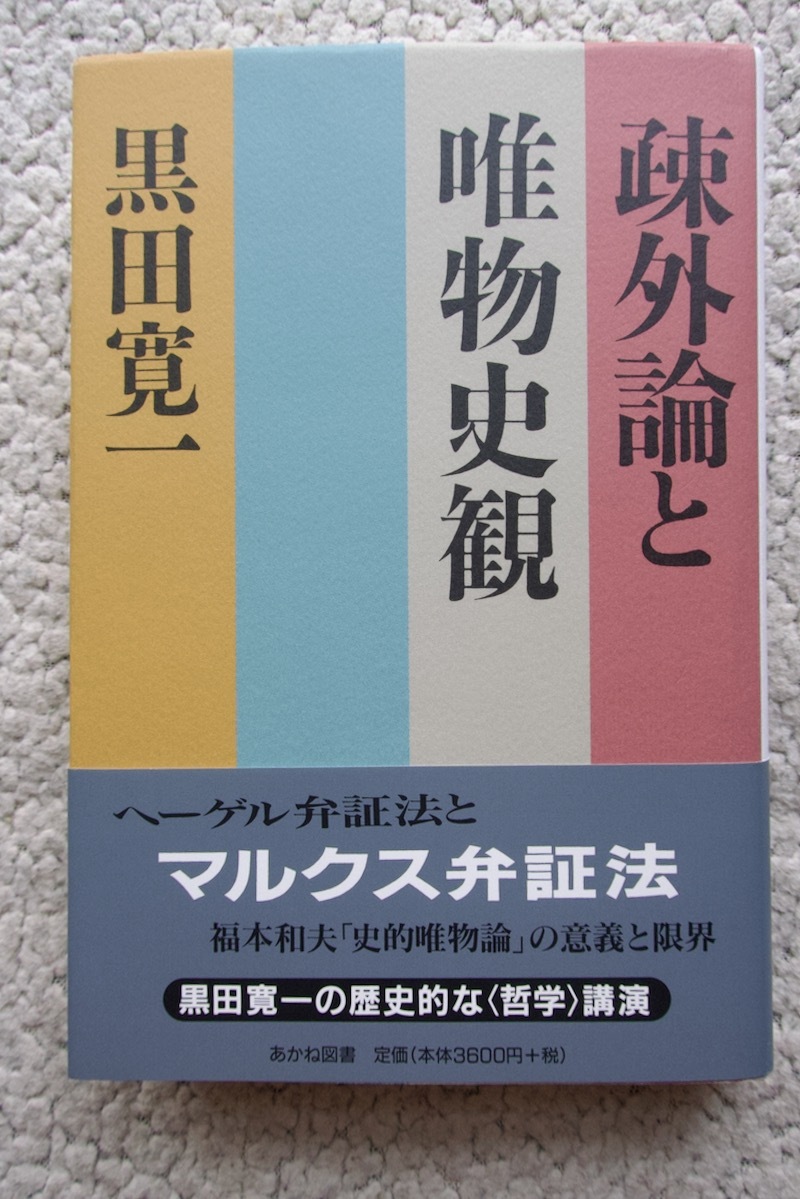 疎外論と
唯物史観
黒田寛一
ヘーゲル弁証法と
マルクス弁証法
福本和夫「史的唯物論」の意義と限界
黒田寛一の歴史的な〈哲学〉講演
あかね図書 定価(本体3600円+税)